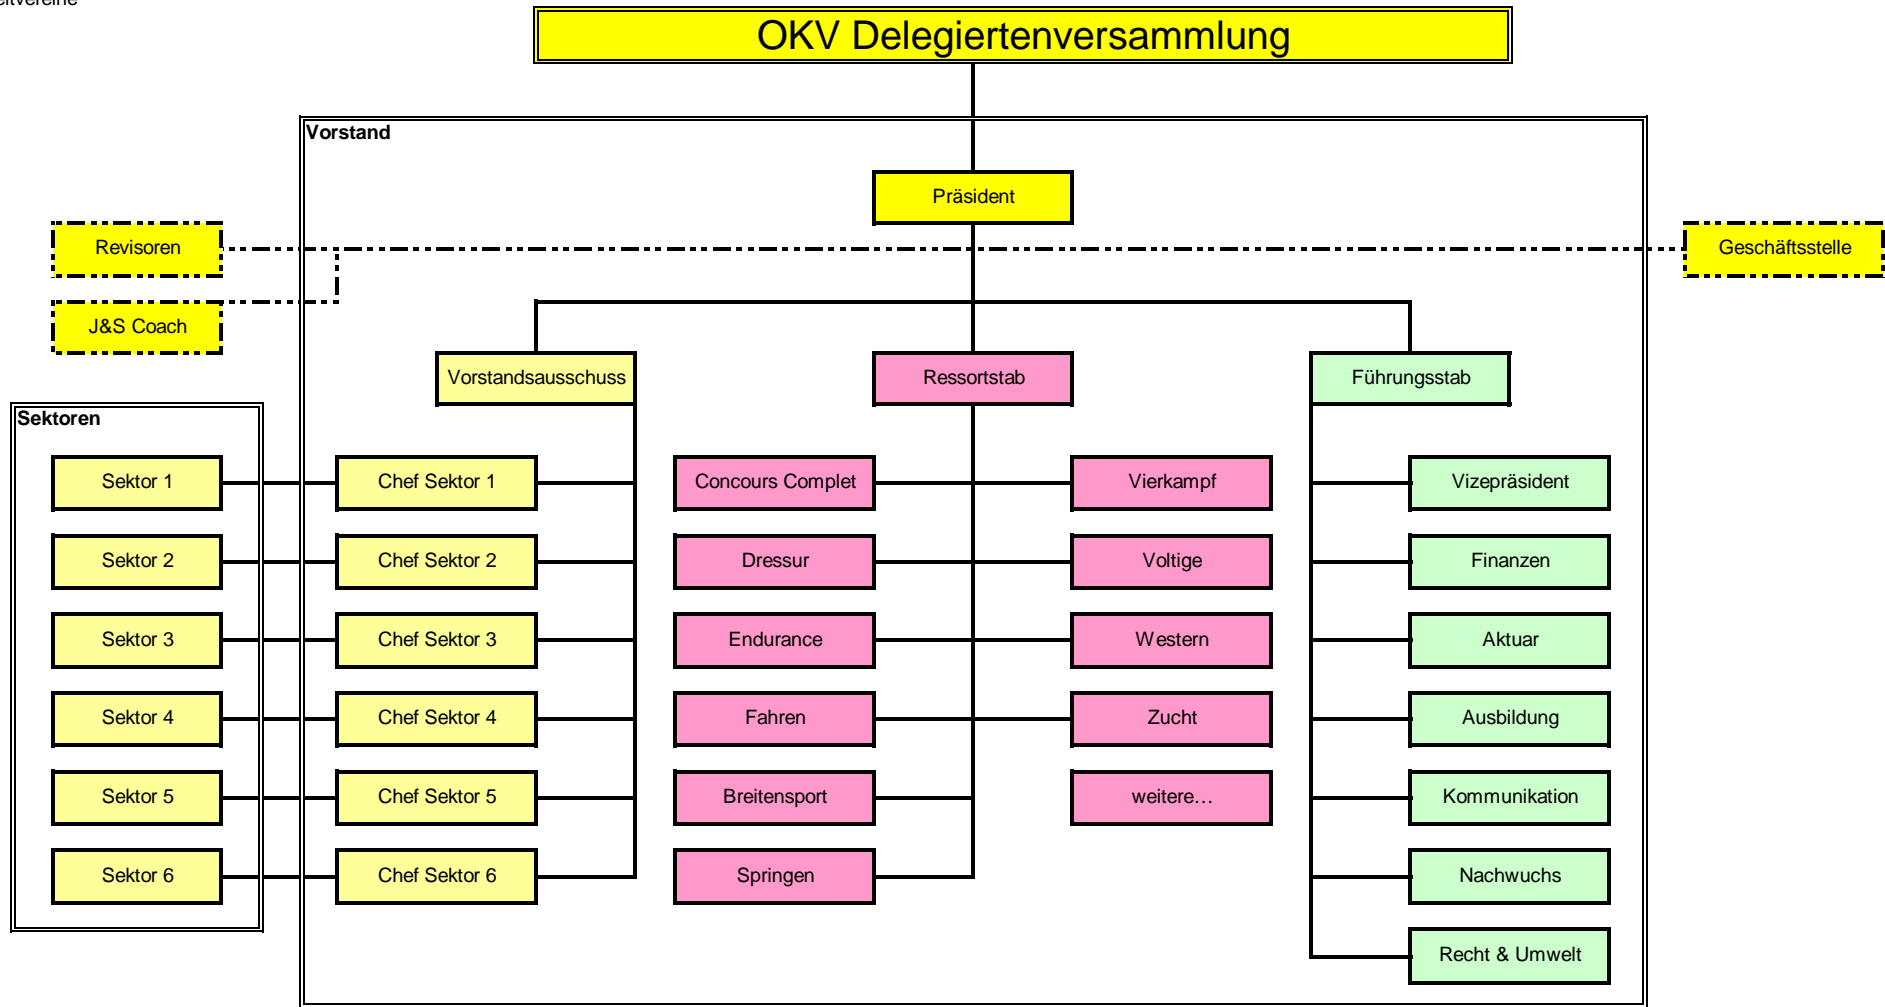 OKV Delegiertenversammlung
Vorstand
Präsident
Revisoren
Geschäftsstelle
J&S Coach
Vorstandsausschuss
Ressortstab
Führungsstab
Sektoren
Sektor 1
Chef Sektor 1
Concours Complet
Vierkampf
Vizepräsident
Sektor 2
Chef Sektor 2
Dressur
Voltige
Finanzen
Sektor 3
Chef Sektor 3
Endurance
Western
Aktuar
Sektor 4
Chef Sektor 4
Fahren
Zucht
Ausbildung
Sektor 5
Chef Sektor 5
Breitensport
weitere…
Kommunikation
Sektor 6
Chef Sektor 6
Springen
Nachwuchs
Recht & Umwelt